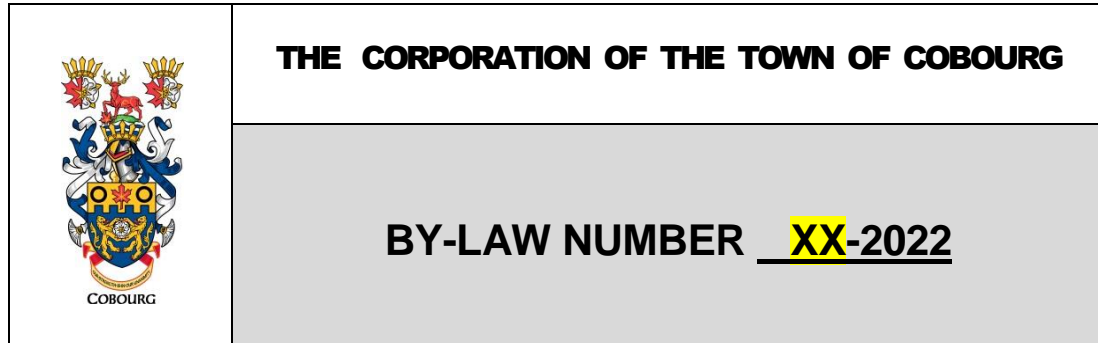 THE CORPORATION OF THE TOWN OF COBOURG
BY-LAW NUMBER XX-2022
COBOURG